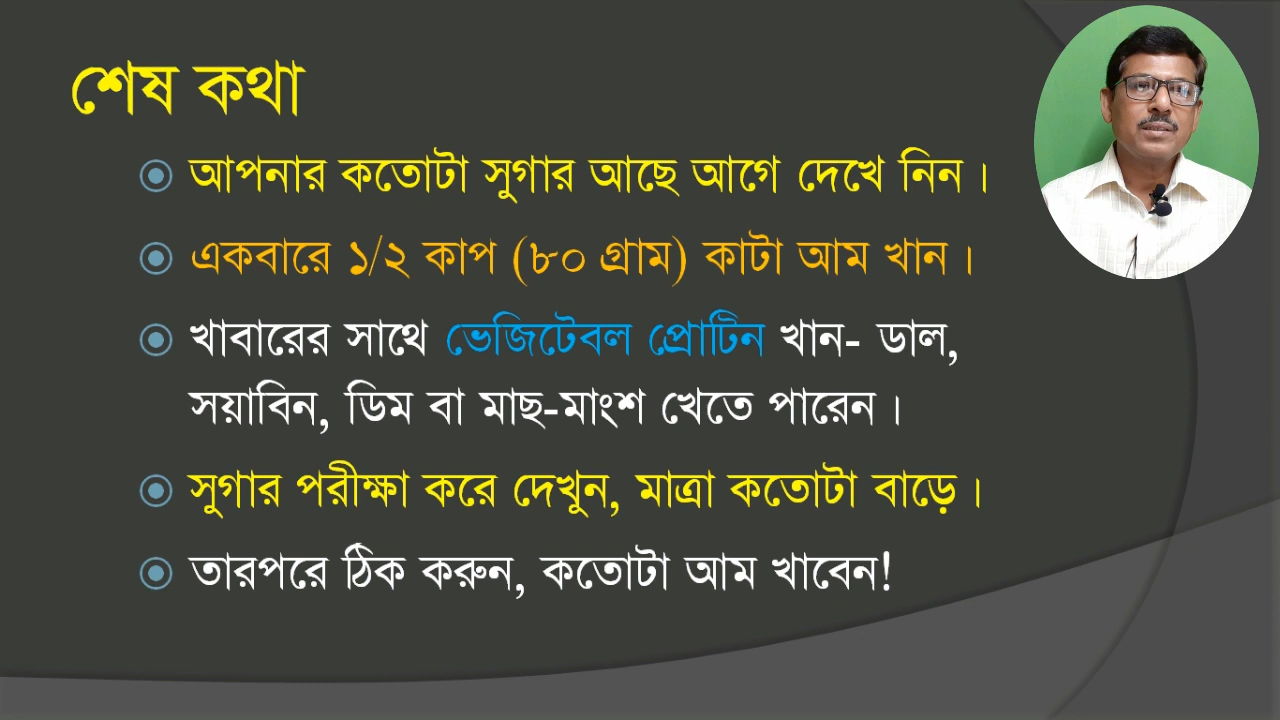 শেষ কথা
আপনার কতোটা সুগার আছে আগে দেখে নিন।
একবারে ১/২ কাপ (৮০ গ্রাম) কাটা আম খান।
খাবারের সাথে ভেজিটেবল প্রোটিন খান- ডাল,
সয়াবিন, ডিম বা মাছ-মাংশ খেতে পারেন।
সুগার পরীক্ষা করে দেখুন, মাত্রা কতোটা বাড়ে।
তারপরে ঠিক করুন, কতোটা আম খাবেন!